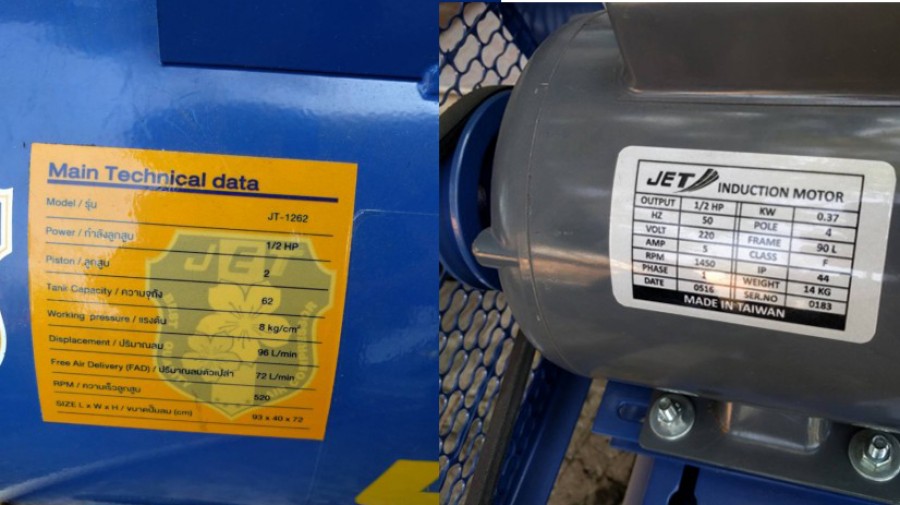 Main Technical data
Model / รุ่น JT-1262
Power / กำลังลูกสูบ 1/2 HP
Piston / ลูกสูบ 2
Tank Capacity / ความจุถัง 62
Working pressure / แรงดัน 8 kg/cm²
Displacement / ปริมาณลม 96 L/min
Free Air Delivery (FAD) / ปริมาณลมตัวเปล่า 72 L/min
RPM / ความเร็วลูกสูบ 520
SIZE L x W x H / ขนาดปั๊มลม (cm) 93 x 40 x 72
JET
JET INDUCTION MOTOR
OUTPUT 1/2 HP KW 0.37
HZ 50 POLE 4
VOLT 220 FRAME 90 L
AMP 5 CLASS F
RPM 1450 IP 44
PHASE 1 WEIGHT 14 KG
DATE 0516 SER.NO 0183
MADE IN TAIWAN